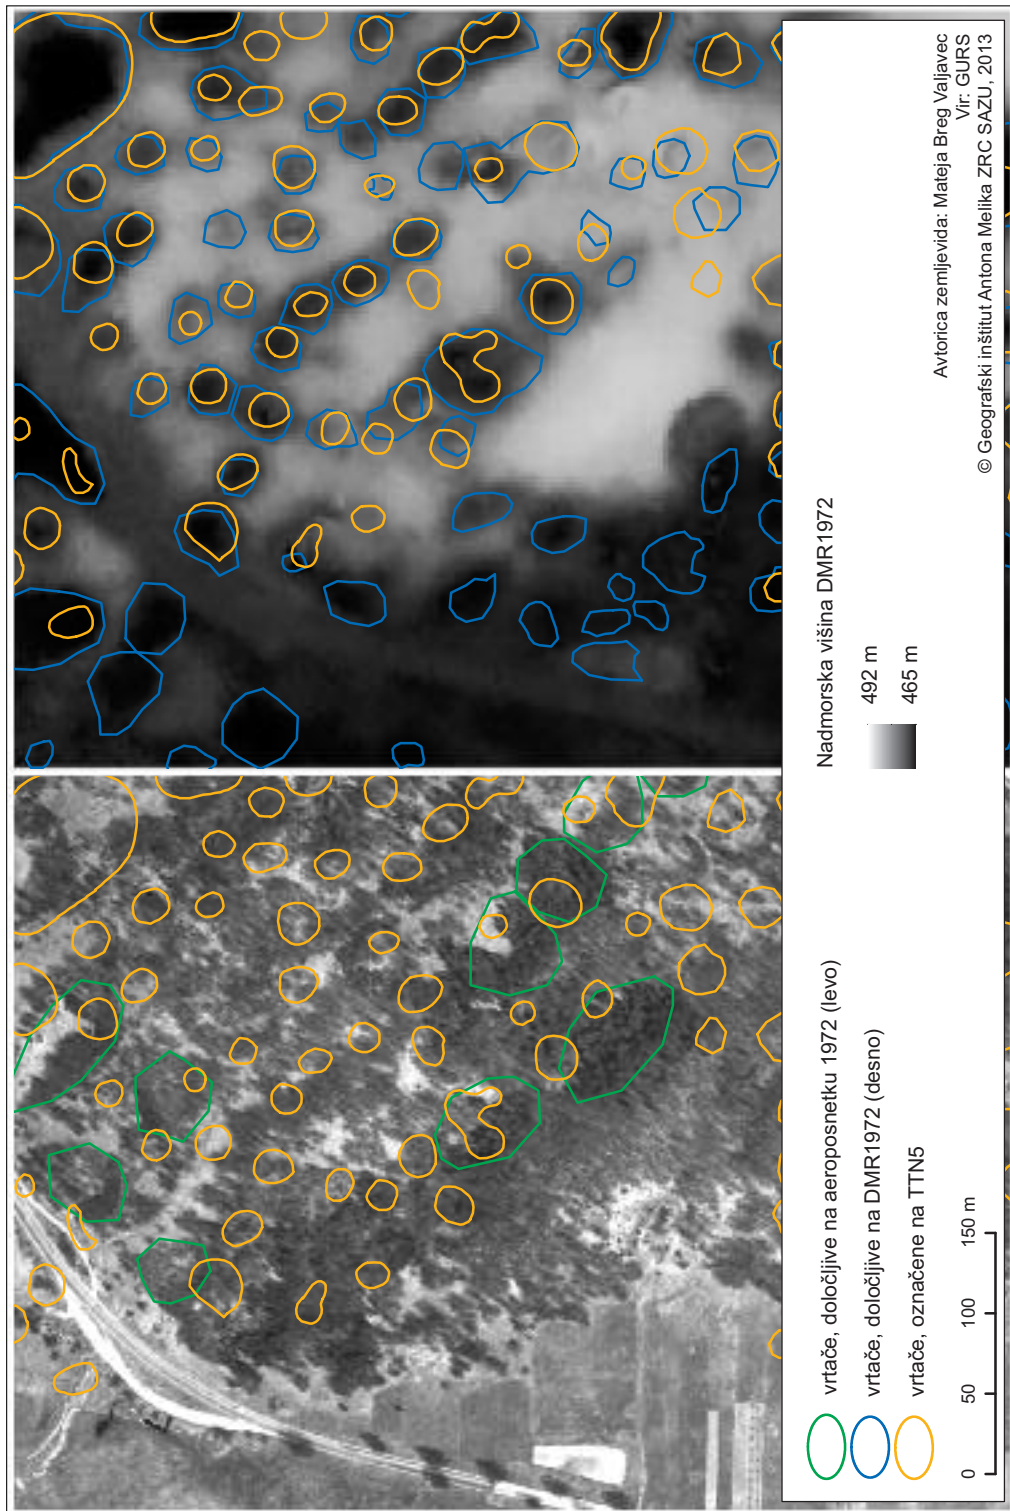 vrtače, določljive na aeroposnetku 1972 (levo)
vrtače, določljive na DMR1972 (desno)
vrtače, označene na TTN5
0 50 100 150 m
Nadmorska višina DMR1972
492 m
465 m
Avtorica zemljevida: Mateja Breg Valjavec
Vir: GURS
© Geografski inštitut Antona Melika ZRC SAZU, 2013